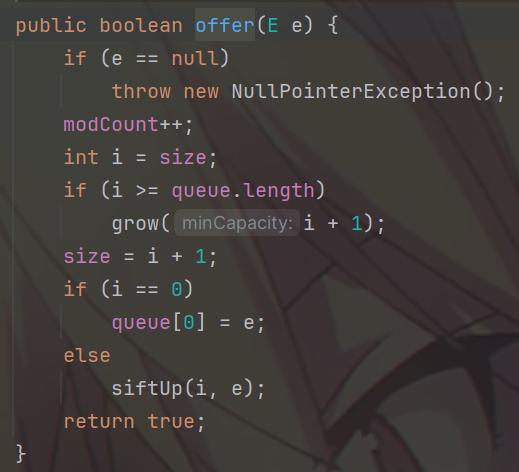 public boolean offer(E e) {
    if (e == null)
        throw new NullPointerException();
    modCount++;
    int i = size;
    if (i >= queue.length)
        grow( minCapacity: i + 1);
    size = i + 1;
    if (i == 0)
        queue[0] = e;
    else
        siftUp(i, e);
    return true;
}